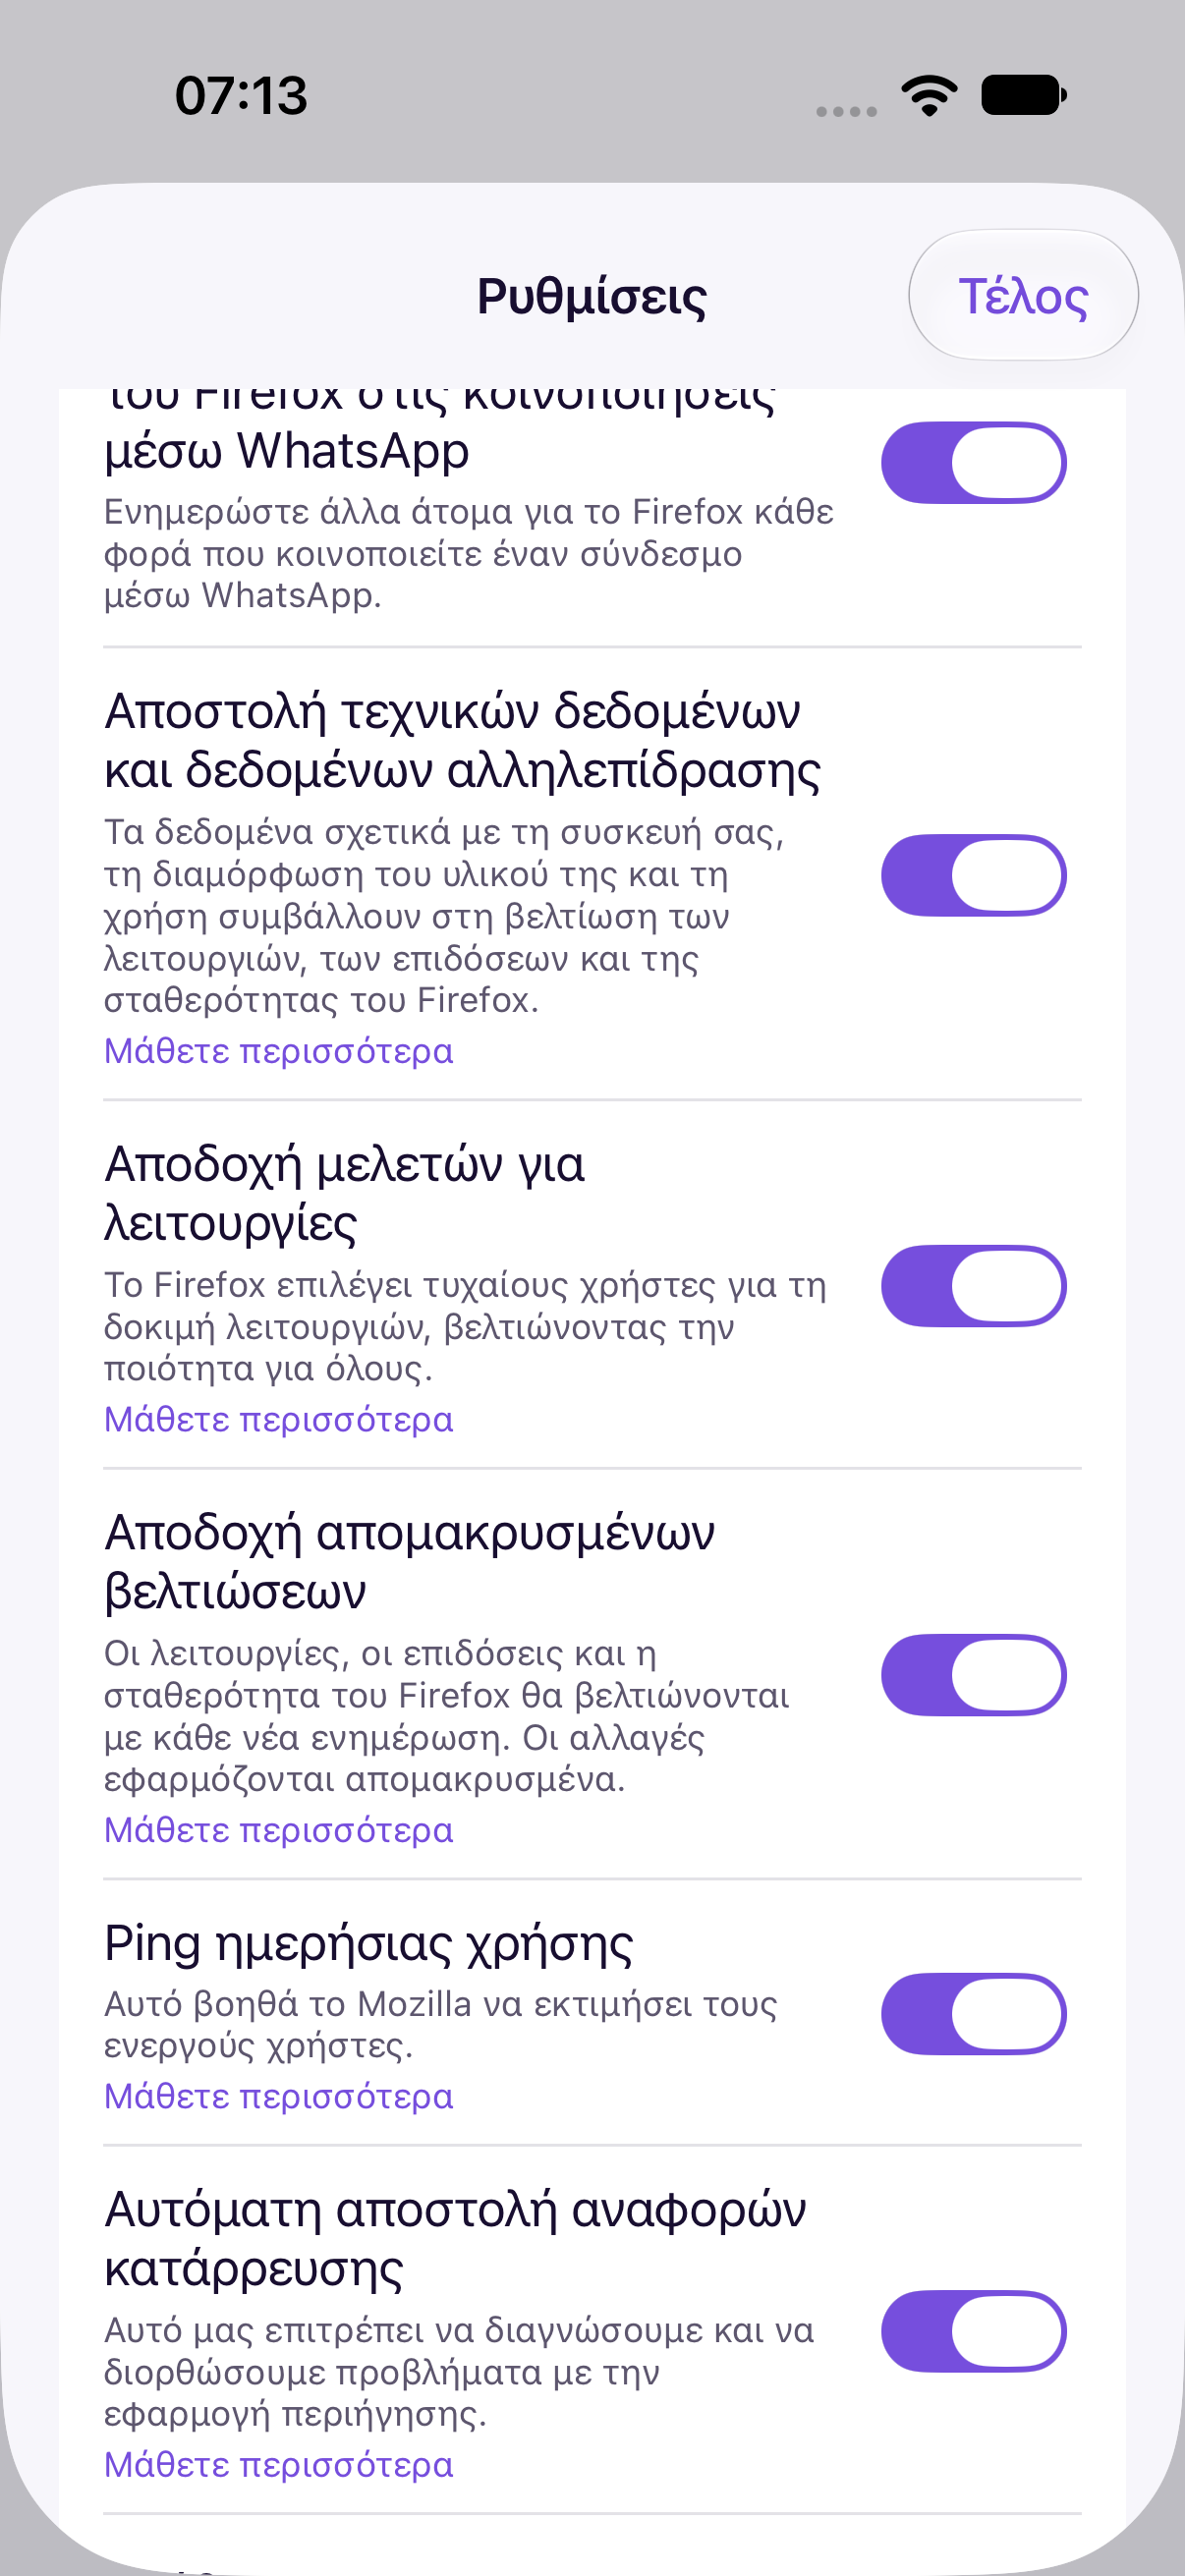 07:13
Ρυθμίσεις
Τέλος
του Firefox στις κοινοποιήσεις
μέσω WhatsApp
Ενημερώστε άλλα άτομα για το Firefox κάθε
φορά που κοινοποιείτε έναν σύνδεσμο
μέσω WhatsApp.
Αποστολή τεχνικών δεδομένων
και δεδομένων αλληλεπίδρασης
Τα δεδομένα σχετικά με τη συσκευή σας,
τη διαμόρφωση του υλικού της και τη
χρήση συμβάλλουν στη βελτίωση των
λειτουργιών, των επιδόσεων και της
σταθερότητας του Firefox.
Μάθετε περισσότερα
Αποδοχή μελετών για
λειτουργίες
Το Firefox επιλέγει τυχαίους χρήστες για τη
δοκιμή λειτουργιών, βελτιώνοντας την
ποιότητα για όλους.
Μάθετε περισσότερα
Αποδοχή απομακρυσμένων
βελτιώσεων
Οι λειτουργίες, οι επιδόσεις και η
σταθερότητα του Firefox θα βελτιώνονται
με κάθε νέα ενημέρωση. Οι αλλαγές
εφαρμόζονται απομακρυσμένα.
Μάθετε περισσότερα
Ping ημερήσιας χρήσης
Αυτό βοηθά το Mozilla να εκτιμήσει τους
ενεργούς χρήστες.
Μάθετε περισσότερα
Αυτόματη αποστολή αναφορών
κατάρρευσης
Αυτό μας επιτρέπει να διαγνώσουμε και να
διορθώσουμε προβλήματα με την
εφαρμογή περιήγησης.
Μάθετε περισσότερα